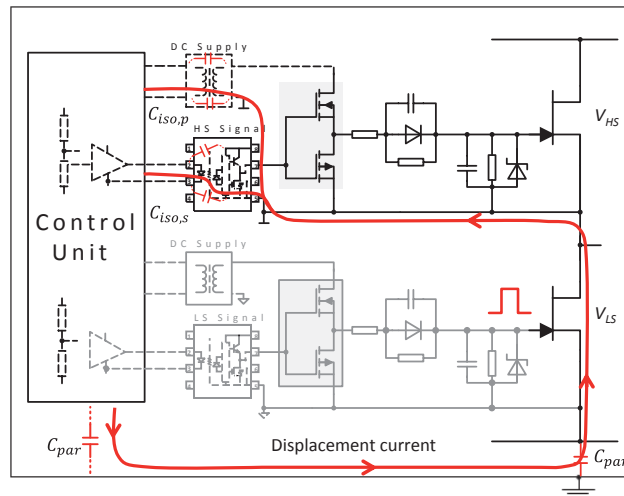 DC Supply
C_iso,p
HS Signal
V_HS
C_iso,s
Control
Unit
DC Supply
LS Signal
V_LS
C_par
Displacement current
C_par